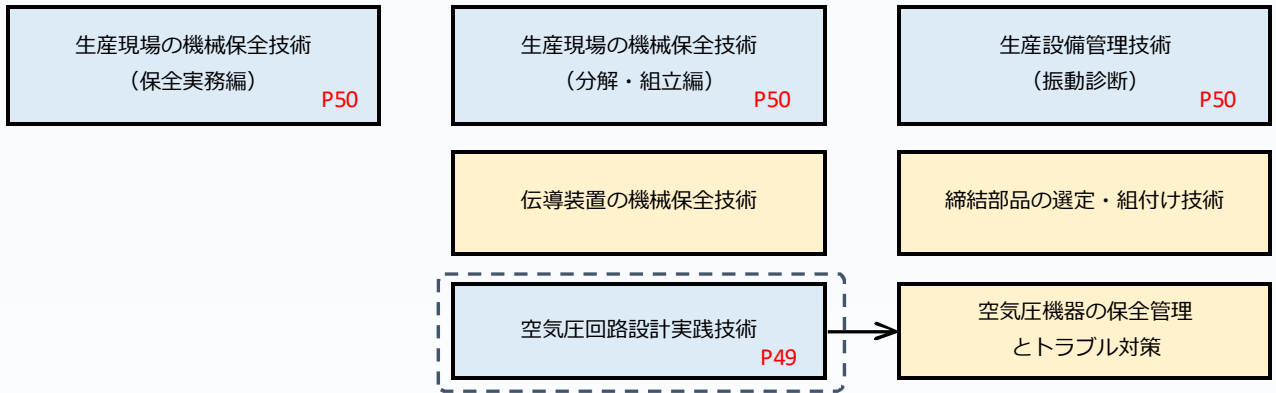 生産現場の機械保全技術
（保全実務編）
P50
生産現場の機械保全技術
（分解・組立編）
P50
生産設備管理技術
（振動診断）
P50
伝導装置の機械保全技術
締結部品の選定・組付け技術
空気圧回路設計実践技術
P49
空気圧機器の保全管理
とトラブル対策